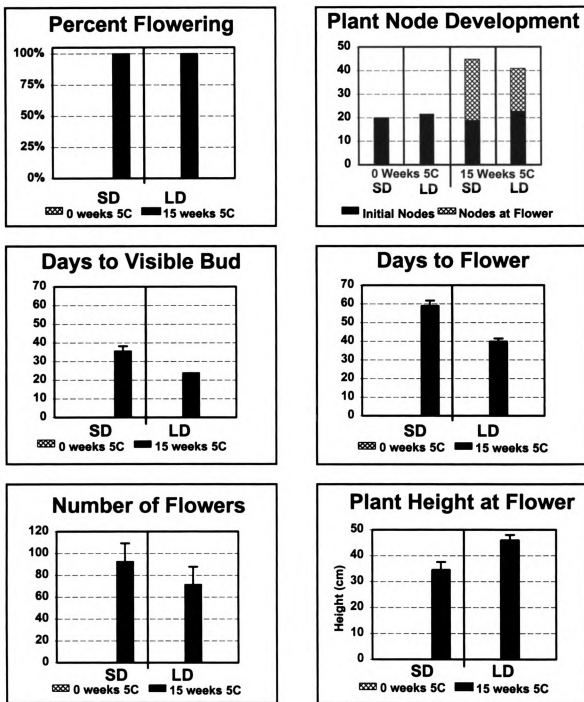 Percent Flowering
100%
75%
50%
25%
0%
SD LD
0 weeks 5C 15 weeks 5C
Plant Node Development
50
40
30
20
10
0
0 Weeks 5C 15 Weeks 5C
SD LD SD LD
Initial Nodes Nodes at Flower
Days to Visible Bud
70
60
50
40
30
20
10
0
SD LD
0 weeks 5C 15 weeks 5C
Days to Flower
70
60
50
40
30
20
10
0
SD LD
0 weeks 5C 15 weeks 5C
Number of Flowers
120
100
80
60
40
20
0
SD LD
0 weeks 5C 15 weeks 5C
Plant Height at Flower
Height (cm)
50
40
30
20
10
0
SD LD
0 weeks 5C 15 weeks 5C